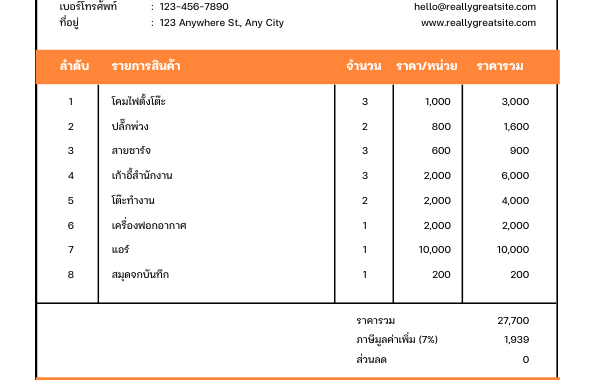 เบอร์โทรศัพท์ : 123-456-7890 hello@reallygreatsite.com
ที่อยู่ : 123 Anywhere St., Any City www.reallygreatsite.com
ลำดับ รายการสินค้า จำนวน ราคา/หน่วย ราคารวม
1 โคมไฟตั้งโต๊ะ 3 1,000 3,000
2 ปลั๊กพ่วง 2 800 1,600
3 สายชาร์จ 3 600 900
4 เก้าอี้สำนักงาน 3 2,000 6,000
5 โต๊ะทำงาน 2 2,000 4,000
6 เครื่องฟอกอากาศ 1 2,000 2,000
7 แอร์ 1 10,000 10,000
8 สมุดจกบันทึก 1 200 200
ราคารวม 27,700
ภาษีมูลค่าเพิ่ม (7%) 1,939
ส่วนลด 0